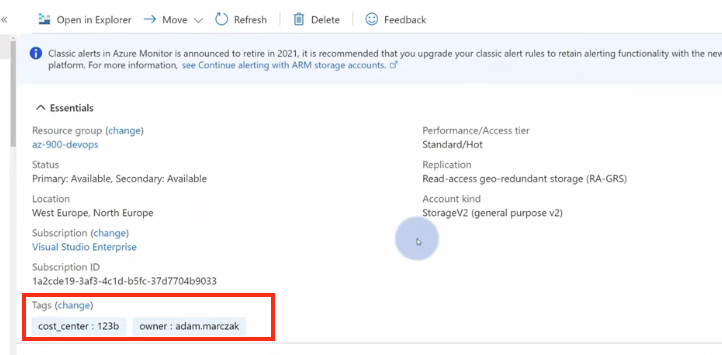 « Open in Explorer Move Refresh Delete Feedback
Classic alerts in Azure Monitor is announced to retire in 2021, it is recommended that you upgrade your classic alert rules to retain alerting functionality with the new
platform. For more information, see Continue alerting with ARM storage accounts.
Essentials
Resource group (change)
az-900-devops
Status
Primary: Available, Secondary: Available
Location
West Europe, North Europe
Subscription (change)
Visual Studio Enterprise
Subscription ID
1a2cde19-3af3-4c1d-b5fc-37d7704b9033
Performance/Access tier
Standard/Hot
Replication
Read-access geo-redundant storage (RA-GRS)
Account kind
StorageV2 (general purpose v2)
Tags (change)
cost_center : 123b owner : adam.marczak